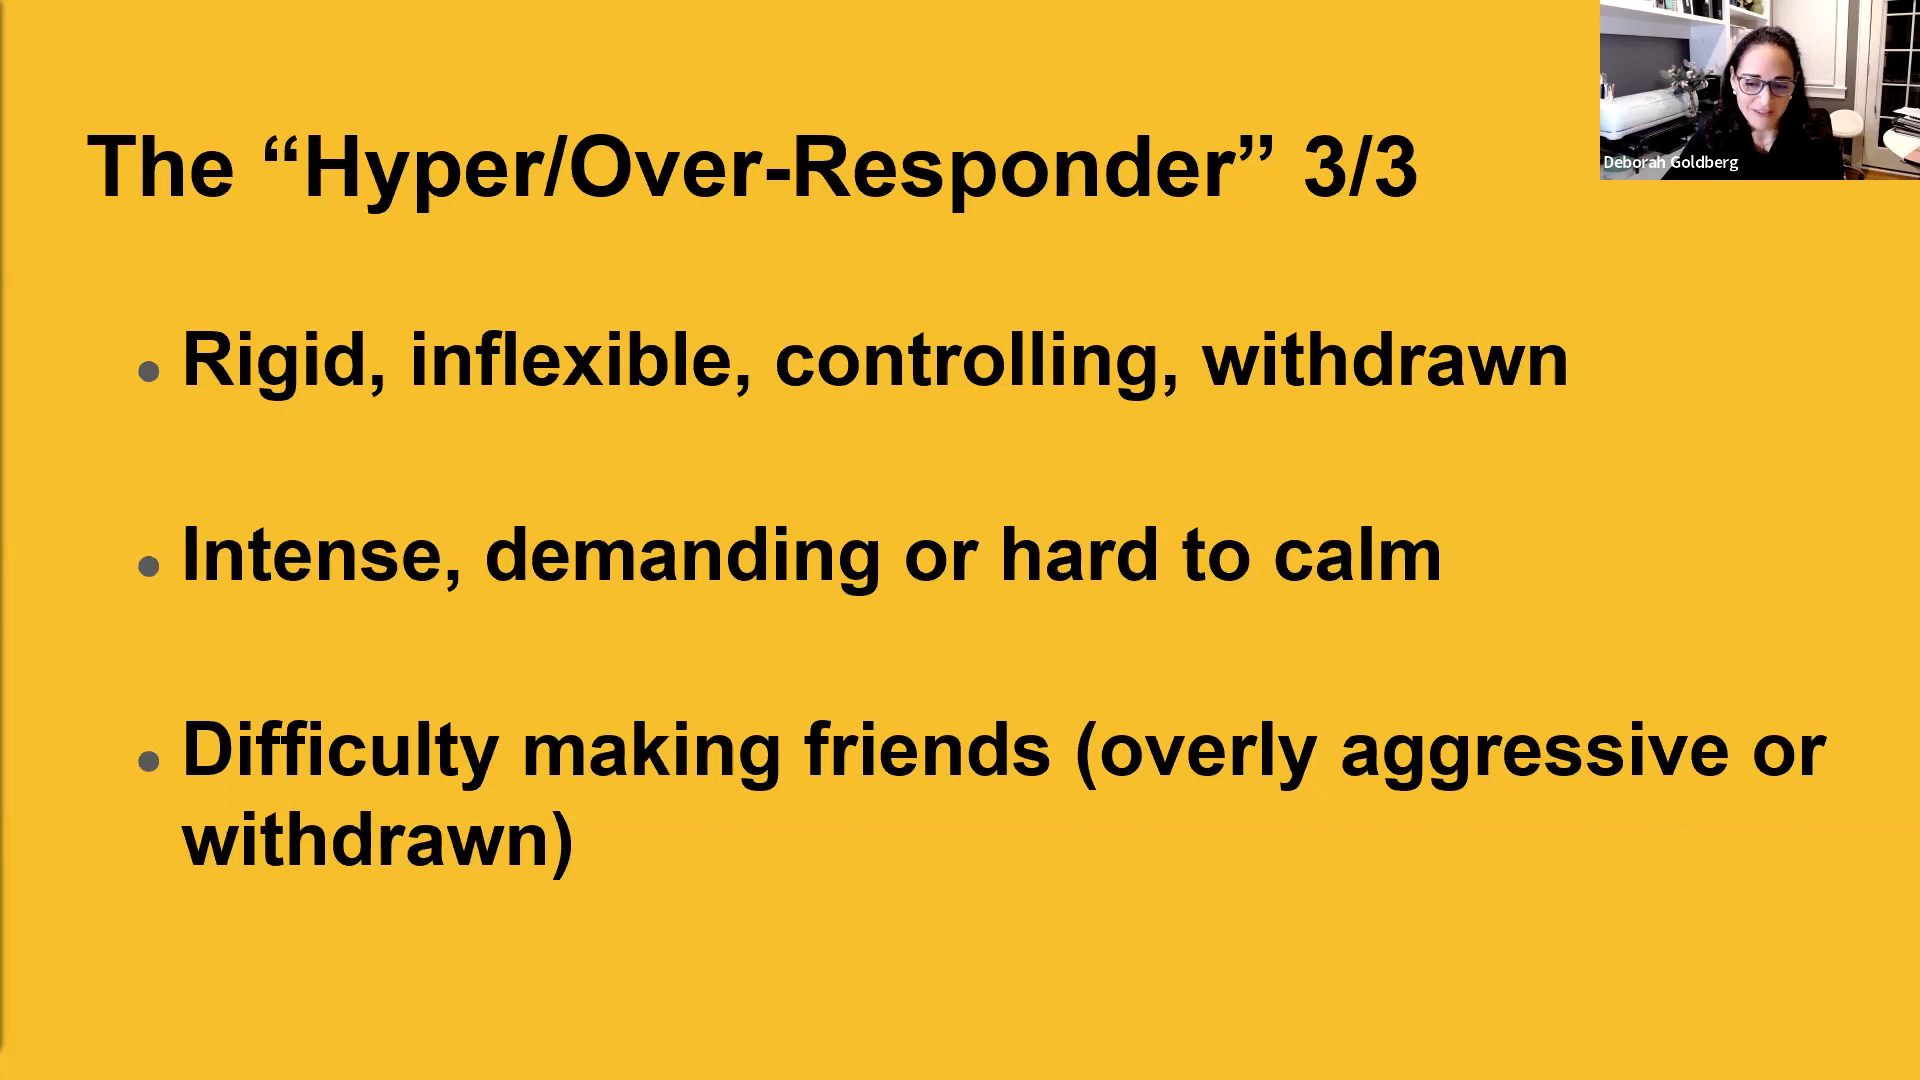 The “Hyper/Over-Responder” 3/3
Deborah Goldberg
• Rigid, inflexible, controlling, withdrawn
• Intense, demanding or hard to calm
• Difficulty making friends (overly aggressive or
withdrawn)